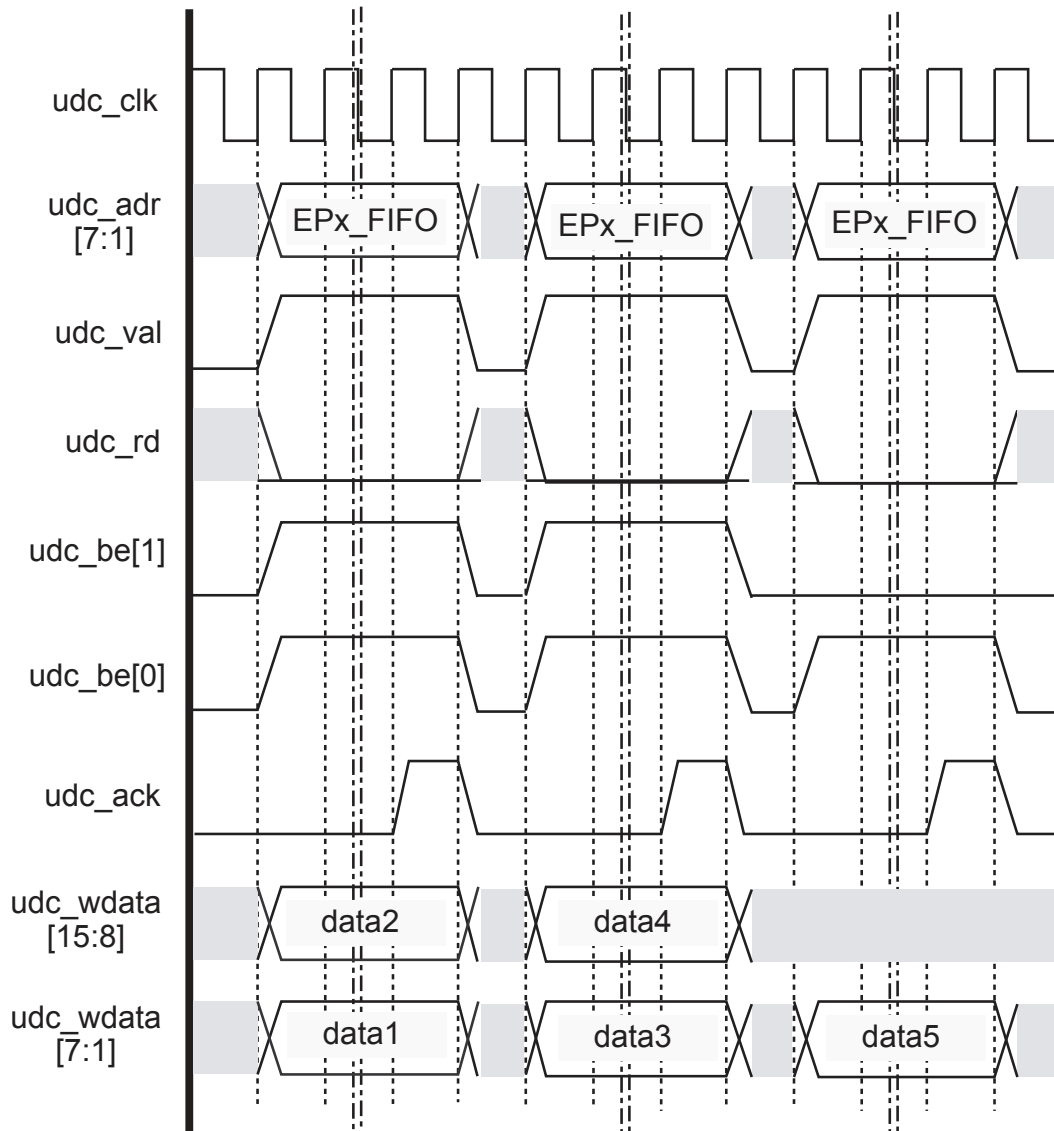 udc_clk
udc_adr
[7:1]
EPx_FIFO
EPx_FIFO
EPx_FIFO
udc_val
udc_rd
udc_be[1]
udc_be[0]
udc_ack
udc_wdata
[15:8]
data2
data4
udc_wdata
[7:1]
data1
data3
data5